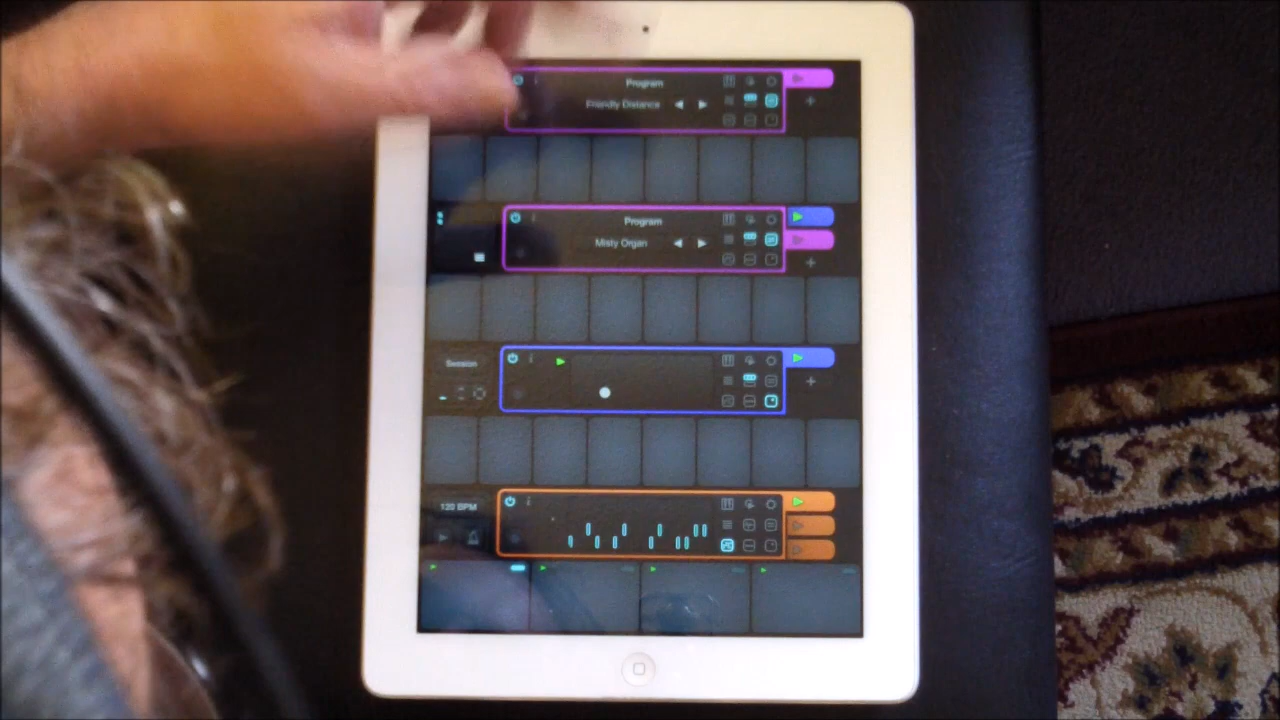 Program
Friendly Distance
Program
Misty Organ
Session
120 BPM